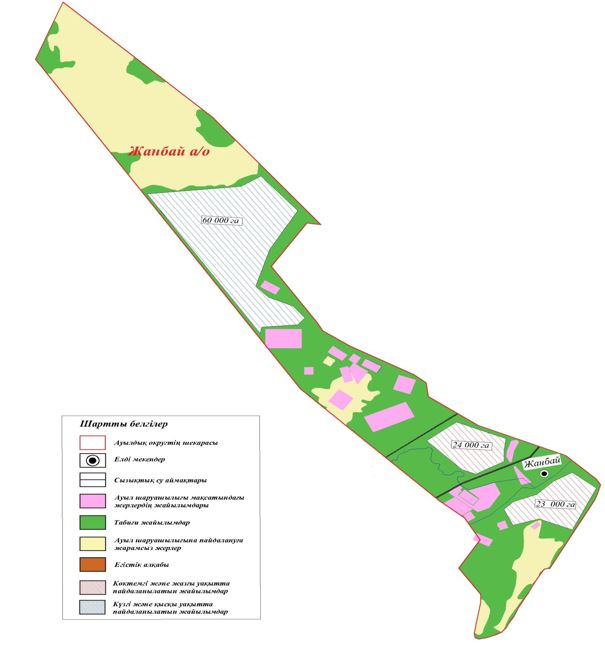 Жанбай а/о
60 000 га
24 000 га
Жанбай
23 000 га
Шартты белгілер
Ауылдық округтің шекарасы
Елді мекендер
Сызықтық су аймақтары
Ауыл шаруашылығы мақсатындағы
жерлердің жайылымдары
Табиғи жайылымдар
Ауыл шаруашылығына пайдалануға
жарамсыз жерлер
Егістік алқабы
Көктемгі және жазғы уақытта
пайдаланылатын жайылымдар
Күзгі және қысқы уақытта
пайдаланылатын жайылымдар